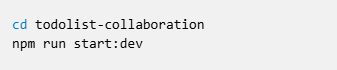 cd todolist-collaboration
npm run start:dev